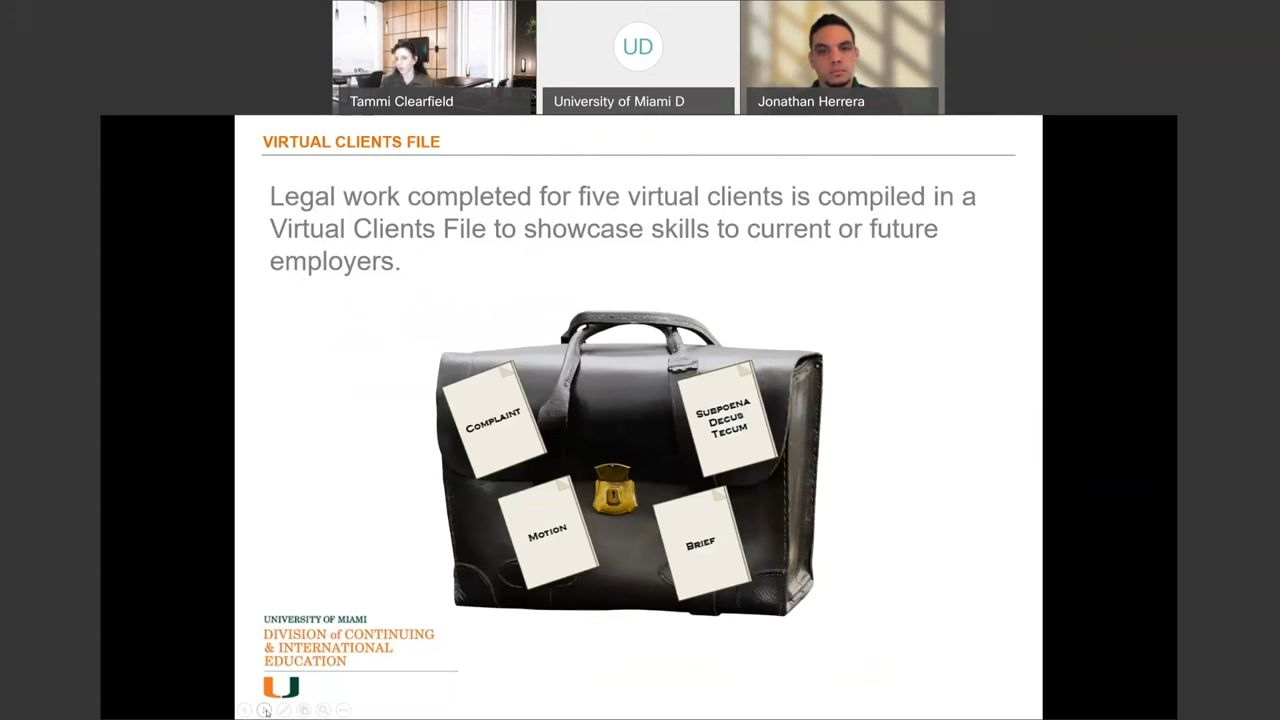 UD
Tammi Clearfield
University of Miami D
Jonathan Herrera
VIRTUAL CLIENTS FILE
Legal work completed for five virtual clients is compiled in a
Virtual Clients File to showcase skills to current or future
employers.
COMPLAINT
SUBPOENA
DECUS
TECUM
MOTION
BRIEF
UNIVERSITY OF MIAMI
DIVISION of CONTINUING
& INTERNATIONAL
EDUCATION